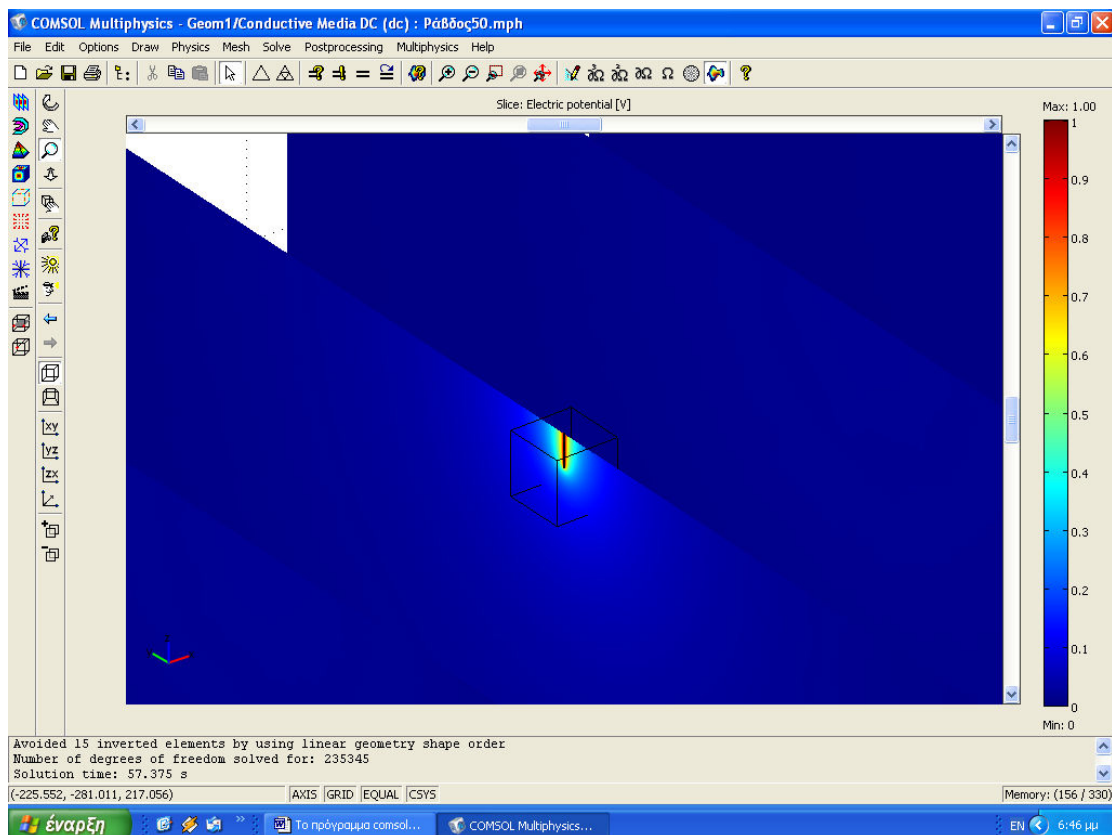 COMSOL Multiphysics - Geom1/Conductive Media DC (dc) : Ράβδος50.mph
File Edit Options Draw Physics Mesh Solve Postprocessing Multiphysics Help
Slice: Electric potential [V]
Max: 1.00
1
0.9
0.8
0.7
0.6
0.5
0.4
0.3
0.2
0.1
0
Min: 0
xy
yz
zx
Avoided 15 inverted elements by using linear geometry shape order
Number of degrees of freedom solved for: 235345
Solution time: 57.375 s
(-225.552, -281.011, 217.056) AXIS GRID EQUAL CSYS Memory: (156 / 330)
έναρξη Το πρόγραμμα comsol... COMSOL Multiphysics... EN 6:46 μμ